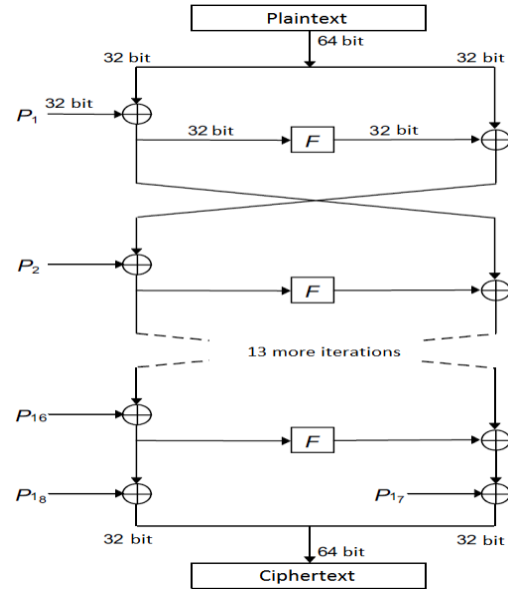 Plaintext
64 bit
32 bit 32 bit
P1 32 bit
32 bit F 32 bit
P2
F
13 more iterations
P16
F
P18 P17
32 bit 32 bit
64 bit
Ciphertext